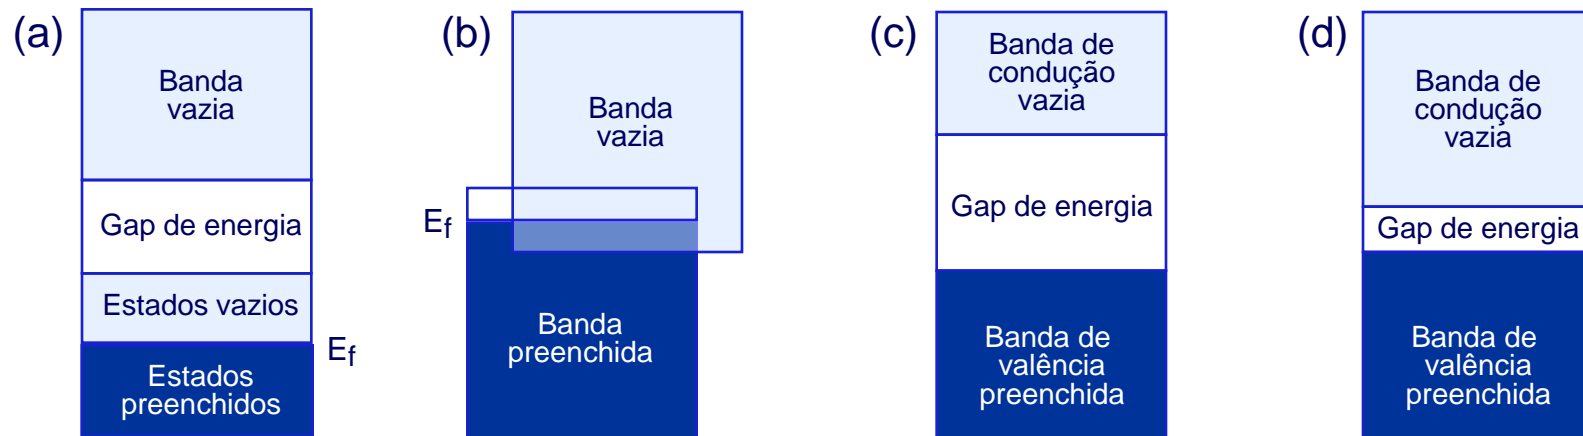 (a)
Banda
vazia
Gap de energia
Estados vazios
Ef
Estados
preenchidos
(b)
Banda
vazia
Ef
Banda
preenchida
(c)
Banda de
condução
vazia
Gap de energia
Banda de
valência
preenchida
(d)
Banda de
condução
vazia
Gap de energia
Banda de
valência
preenchida